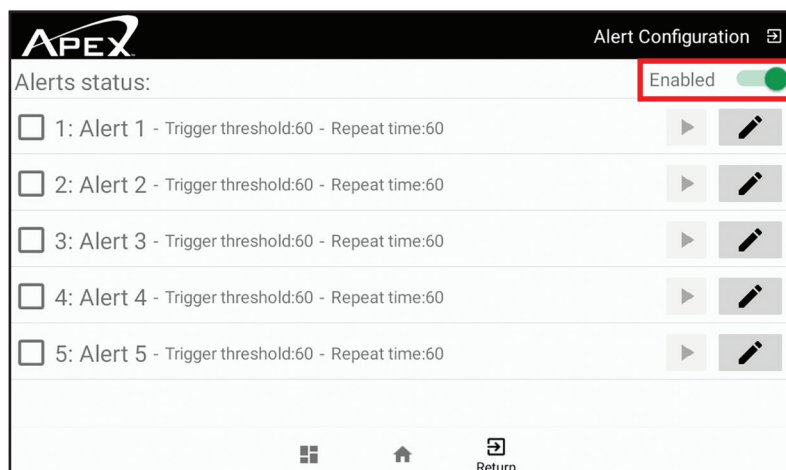 APEX
Alert Configuration
Alerts status:
Enabled
1: Alert 1 - Trigger threshold:60 - Repeat time:60
2: Alert 2 - Trigger threshold:60 - Repeat time:60
3: Alert 3 - Trigger threshold:60 - Repeat time:60
4: Alert 4 - Trigger threshold:60 - Repeat time:60
5: Alert 5 - Trigger threshold:60 - Repeat time:60
Return